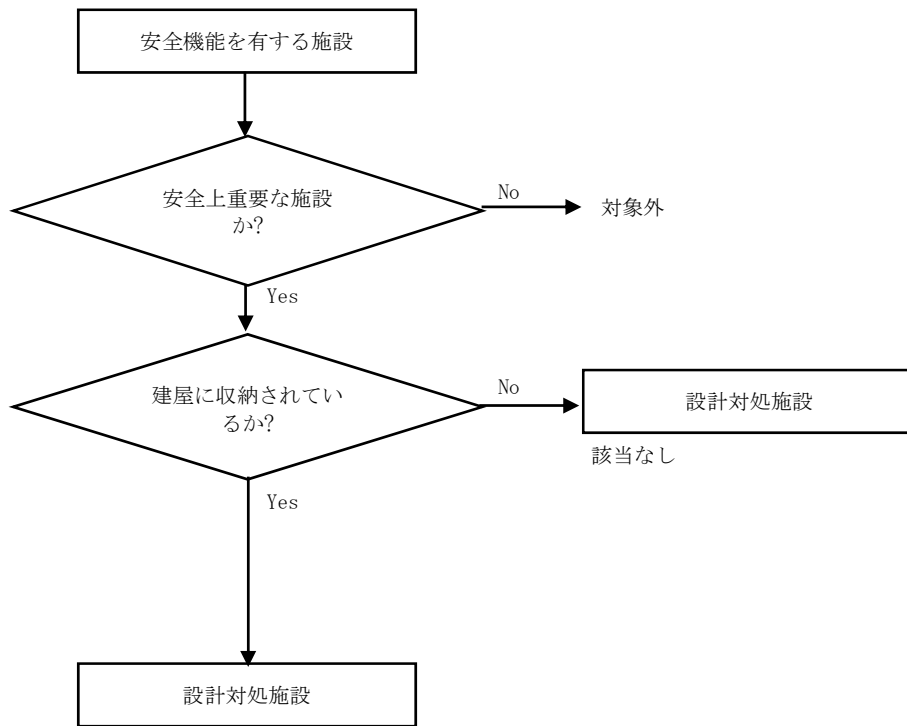 安全機能を有する施設
安全上重要な施設
か?
No
対象外
Yes
建屋に収納されてい
るか?
No
設計対処施設
該当なし
Yes
設計対処施設